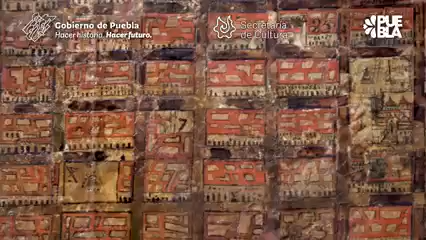 Gobierno de Puebla
Hacer historia. Hacer futuro.
Secretaría
de Cultura
PUE
BLA